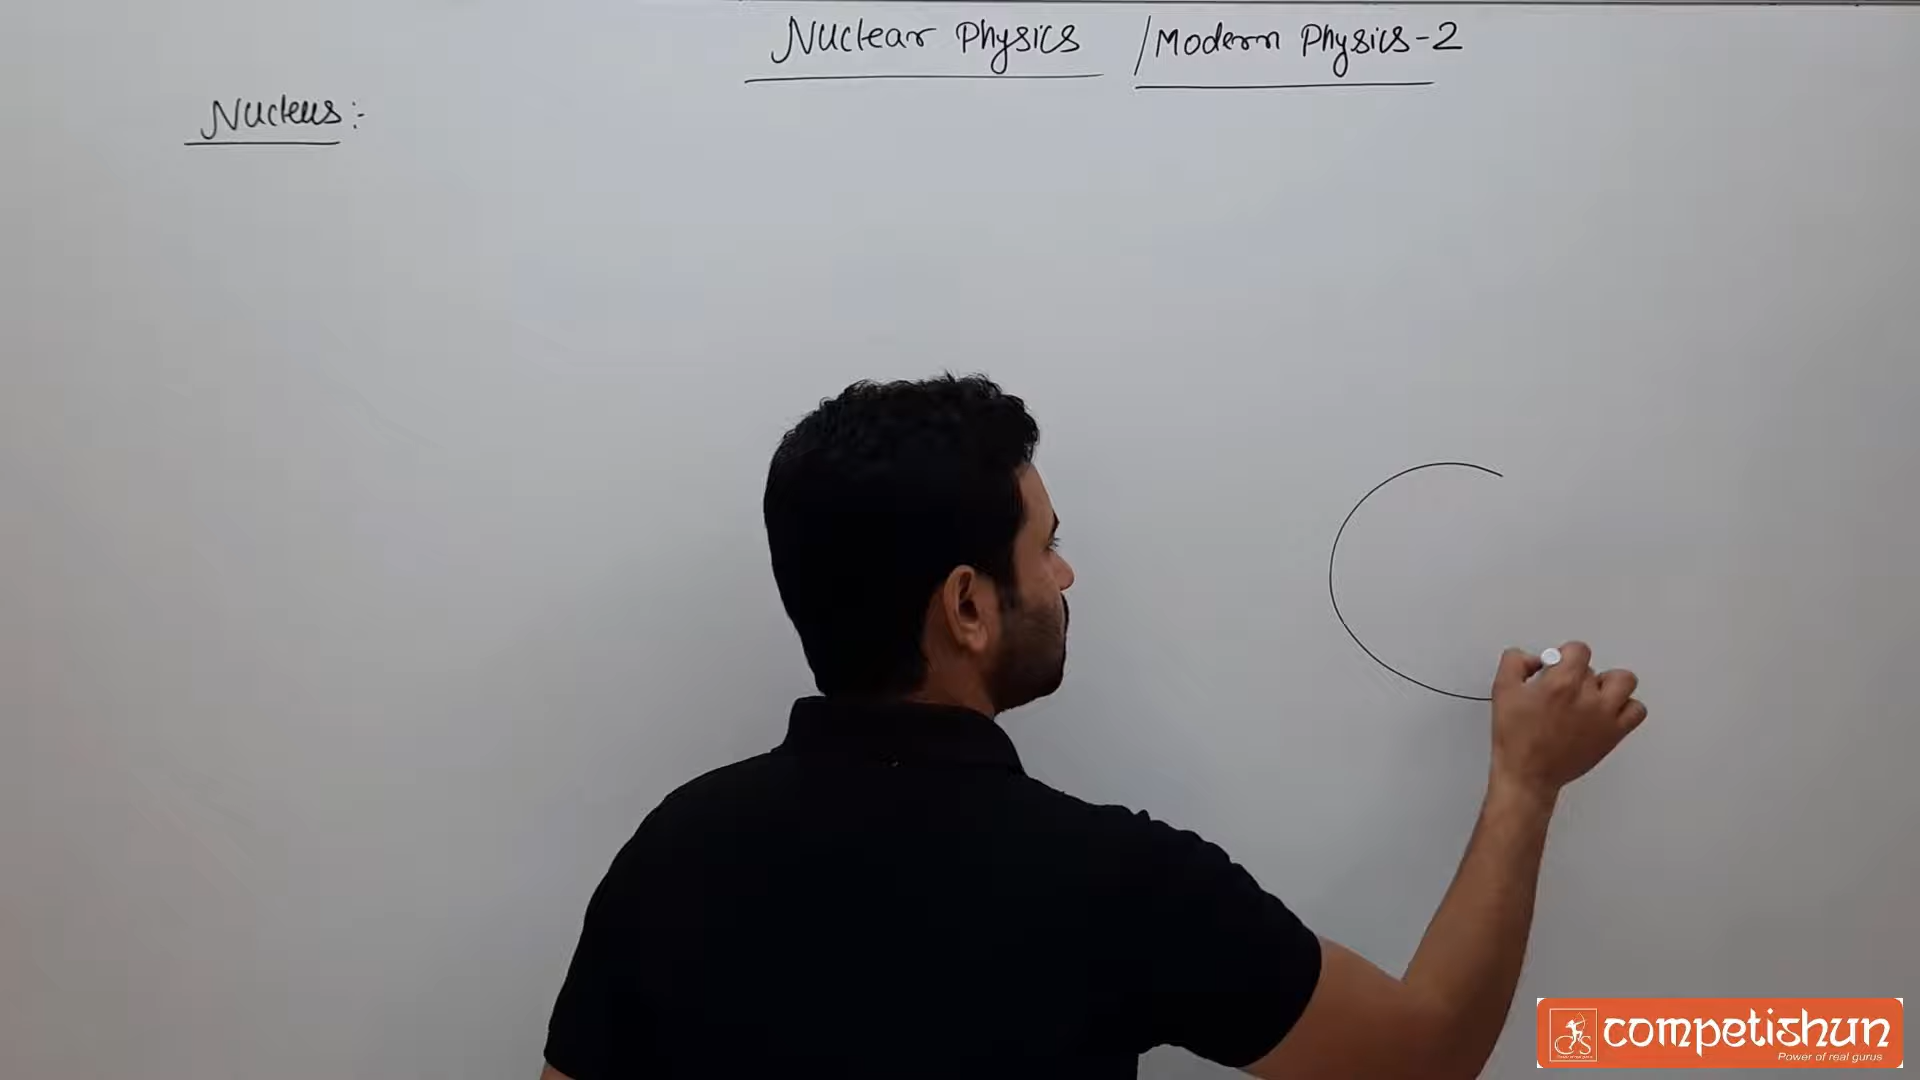 Nuclear Physics / Modern Physics-2
Nucleus:-
competishun
Power of real gurus